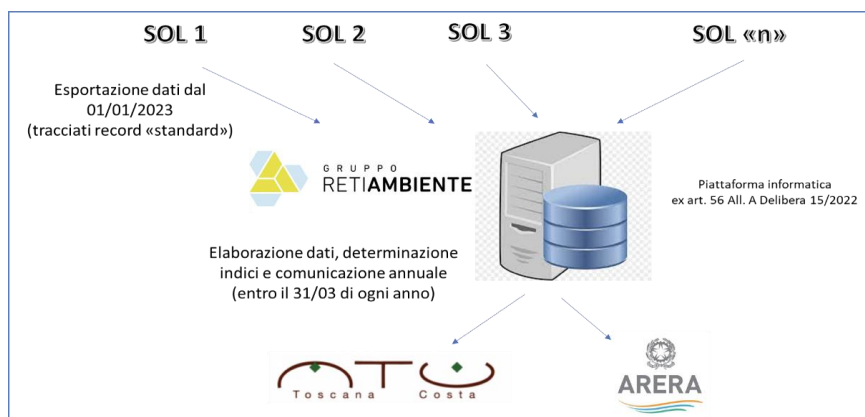 SOL 1 SOL 2 SOL 3 SOL «n»
Esportazione dati dal
01/01/2023
(tracciati record «standard»)
GRUPPO
RETIAMBIENTE
Piattaforma informatica
ex art. 56 All. A Delibera 15/2022
Elaborazione dati, determinazione
indici e comunicazione annuale
(entro il 31/03 di ogni anno)
ATO
Toscana Costa
ARERA